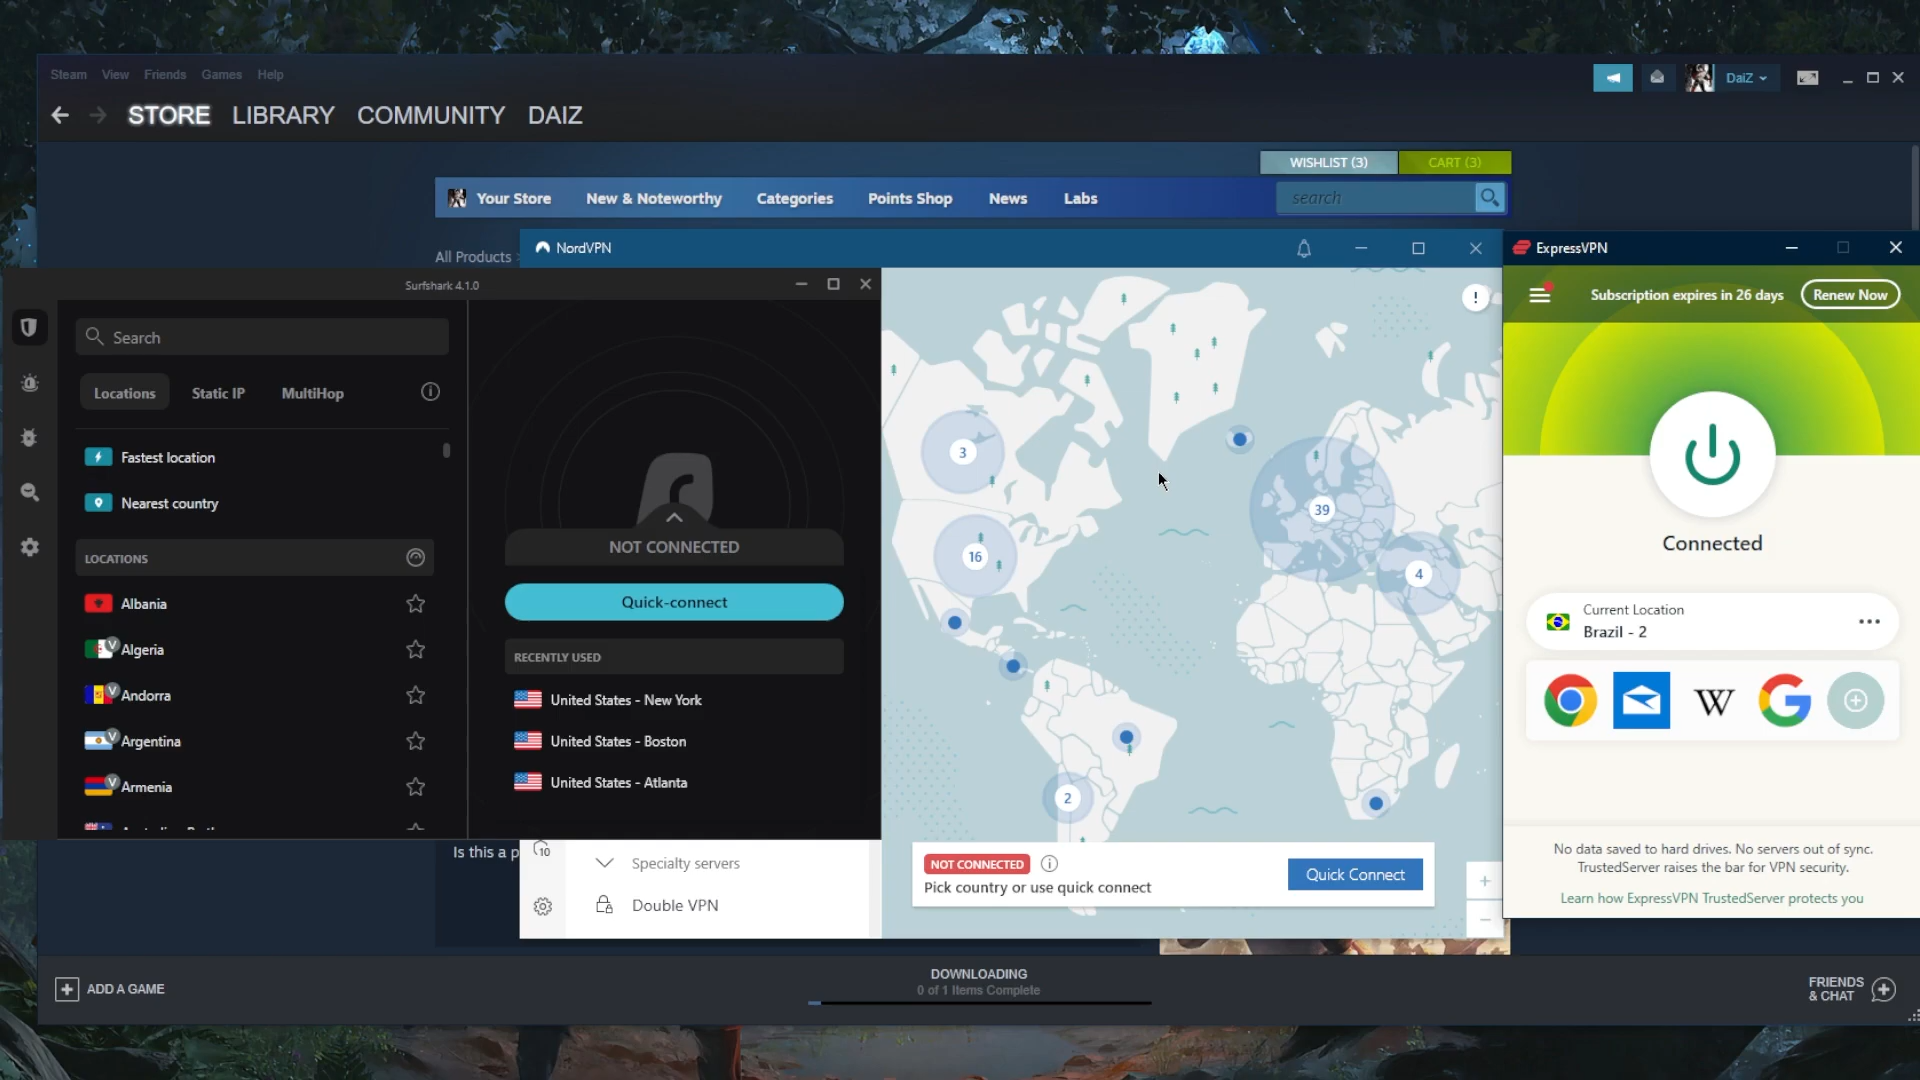 Steam View Friends Games Help
DaiZ
STORE LIBRARY COMMUNITY DAIZ
WISHLIST (3) CART (3)
Your Store New & Noteworthy Categories Points Shop News Labs search
All Products >
NordVPN
ExpressVPN
Surfshark 4.1.0
Subscription expires in 26 days Renew Now
Search
Locations Static IP MultiHop
Fastest location
Nearest country
LOCATIONS
Albania
Algeria
Andorra
Argentina
Armenia
NOT CONNECTED
Quick-connect
RECENTLY USED
United States - New York
United States - Boston
United States - Atlanta
3
16
39
4
2
!
Connected
Current Location
Brazil - 2
W
No data saved to hard drives. No servers out of sync.
TrustedServer raises the bar for VPN security.
Learn how ExpressVPN TrustedServer protects you
Is this a p
10
Specialty servers
Double VPN
NOT CONNECTED
Pick country or use quick connect
Quick Connect
ADD A GAME
DOWNLOADING
0 of 1 Items Complete
FRIENDS
& CHAT